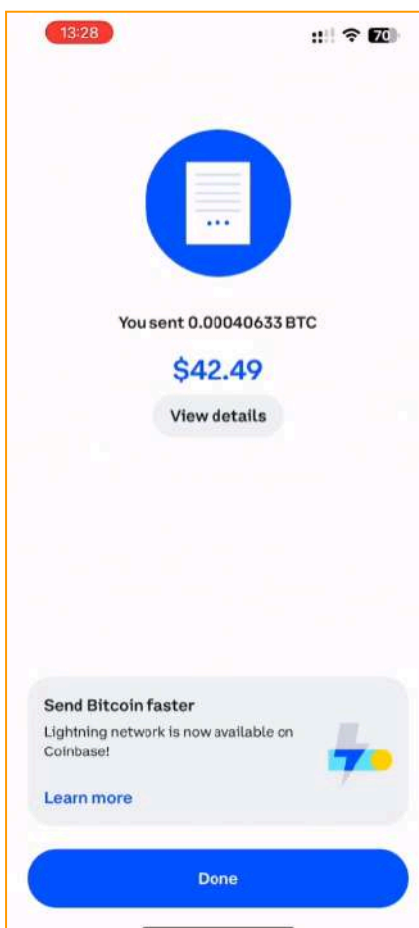 13:28
70
You sent 0.00040633 BTC
$42.49
View details
Send Bitcoin faster
Lightning network is now available on
Coinbase!
Learn more
Done